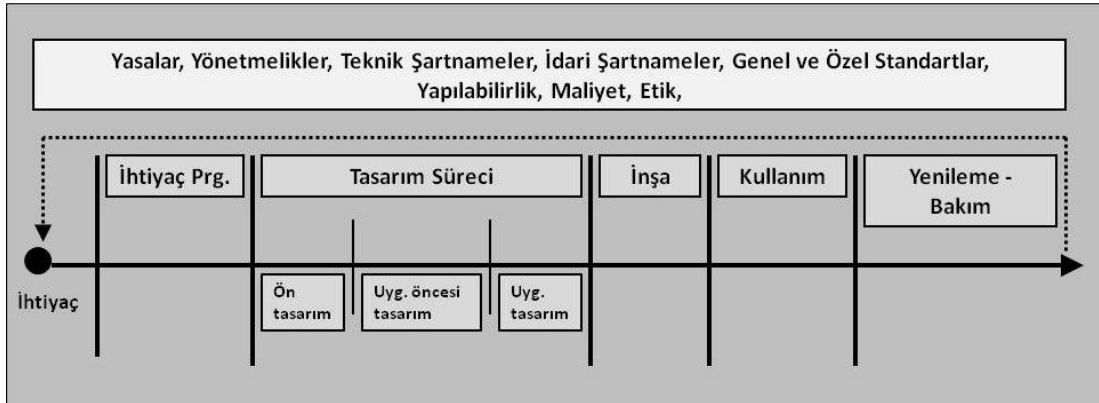 Yasalar, Yönetmelikler, Teknik Şartnameler, İdari Şartnameler, Genel ve Özel Standartlar,
Yapılabilirlik, Maliyet, Etik,
İhtiyaç Prg.
Tasarım Süreci
İnşa
Kullanım
Yenileme -
Bakım
İhtiyaç
Ön
tasarım
Uyg. öncesi
tasarım
Uyg.
tasarım